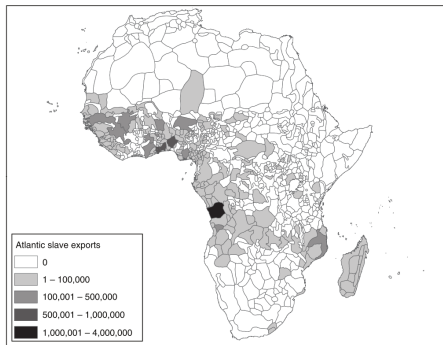 Atlantic slave exports
0
1 – 100,000
100,001 – 500,000
500,001 – 1,000,000
1,000,001 – 4,000,000